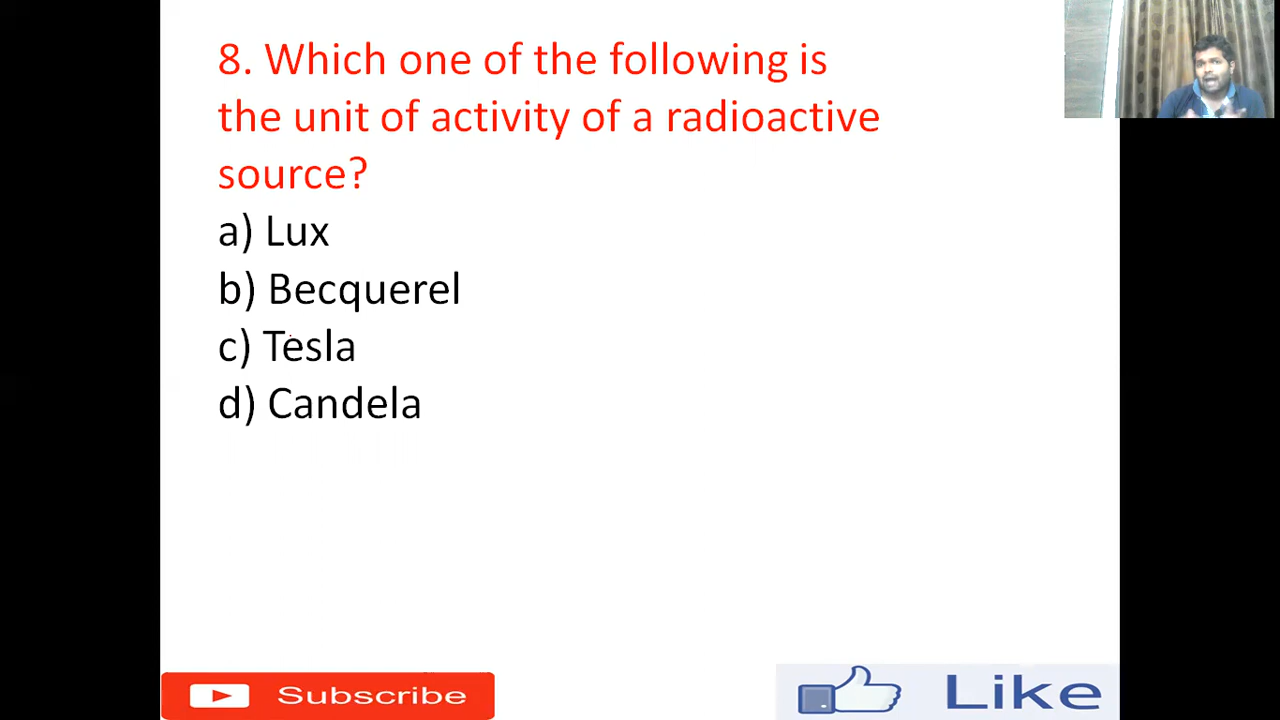 8. Which one of the following is
the unit of activity of a radioactive
source?
a) Lux
b) Becquerel
c) Tesla
d) Candela
Subscribe
Like